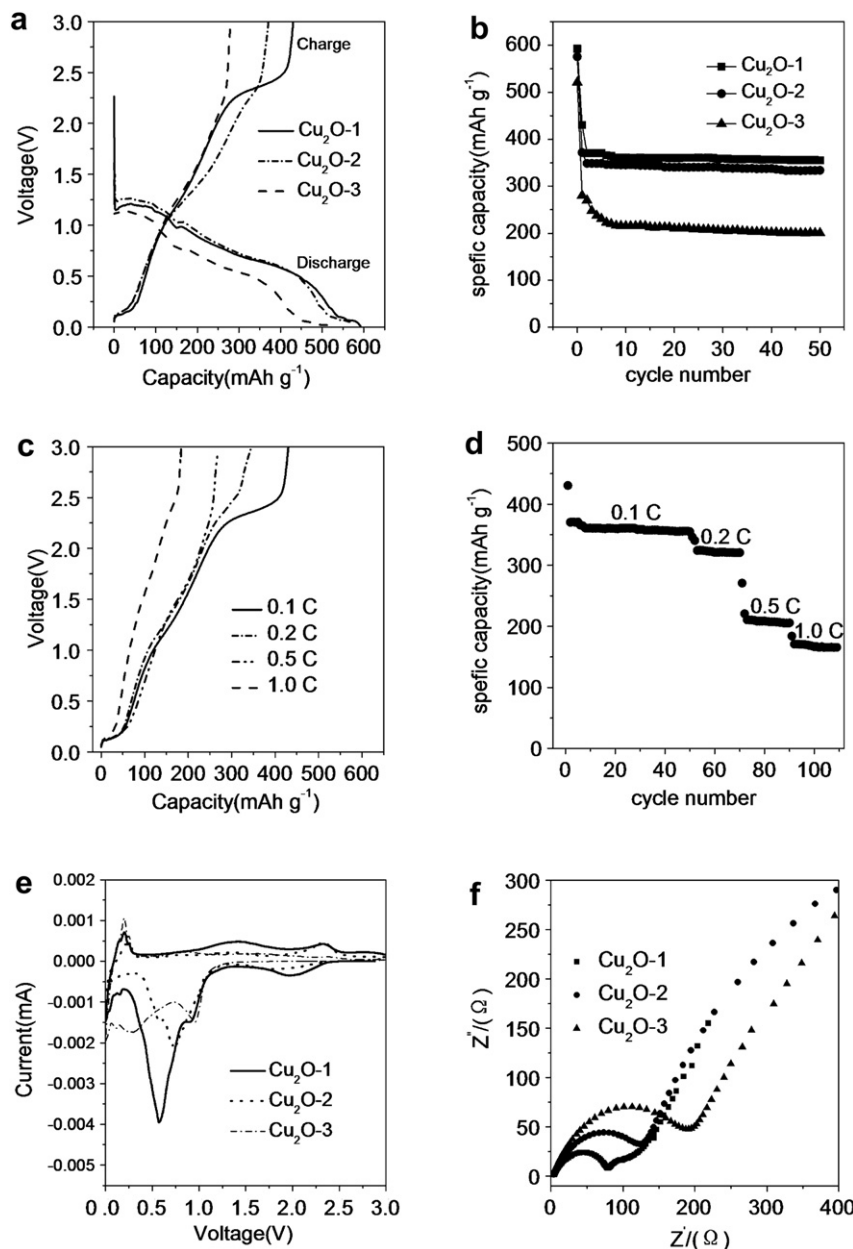 a
3.0
2.5
2.0
1.5
1.0
0.5
0.0
Voltage(V)
Charge
Cu₂O-1
Cu₂O-2
Cu₂O-3
Discharge
0 100 200 300 400 500 600
Capacity(mAh g⁻¹)
b
600
500
400
300
200
100
0
spefic capacity(mAh g⁻¹)
Cu₂O-1
Cu₂O-2
Cu₂O-3
0 10 20 30 40 50
cycle number
c
3.0
2.5
2.0
1.5
1.0
0.5
0.0
Voltage(V)
0.1 C
0.2 C
0.5 C
1.0 C
0 100 200 300 400 500 600
Capacity(mAh g⁻¹)
d
500
400
300
200
100
0
spefic capacity(mAh g⁻¹)
0.1 C
0.2 C
0.5 C
1.0 C
0 20 40 60 80 100
cycle number
e
0.002
0.001
0.000
-0.001
-0.002
-0.003
-0.004
-0.005
Current(mA)
Cu₂O-1
Cu₂O-2
Cu₂O-3
0.0 0.5 1.0 1.5 2.0 2.5 3.0
Voltage(V)
f
300
250
200
150
100
50
0
Z''/(Ω)
Cu₂O-1
Cu₂O-2
Cu₂O-3
0 100 200 300 400
Z'/(Ω)